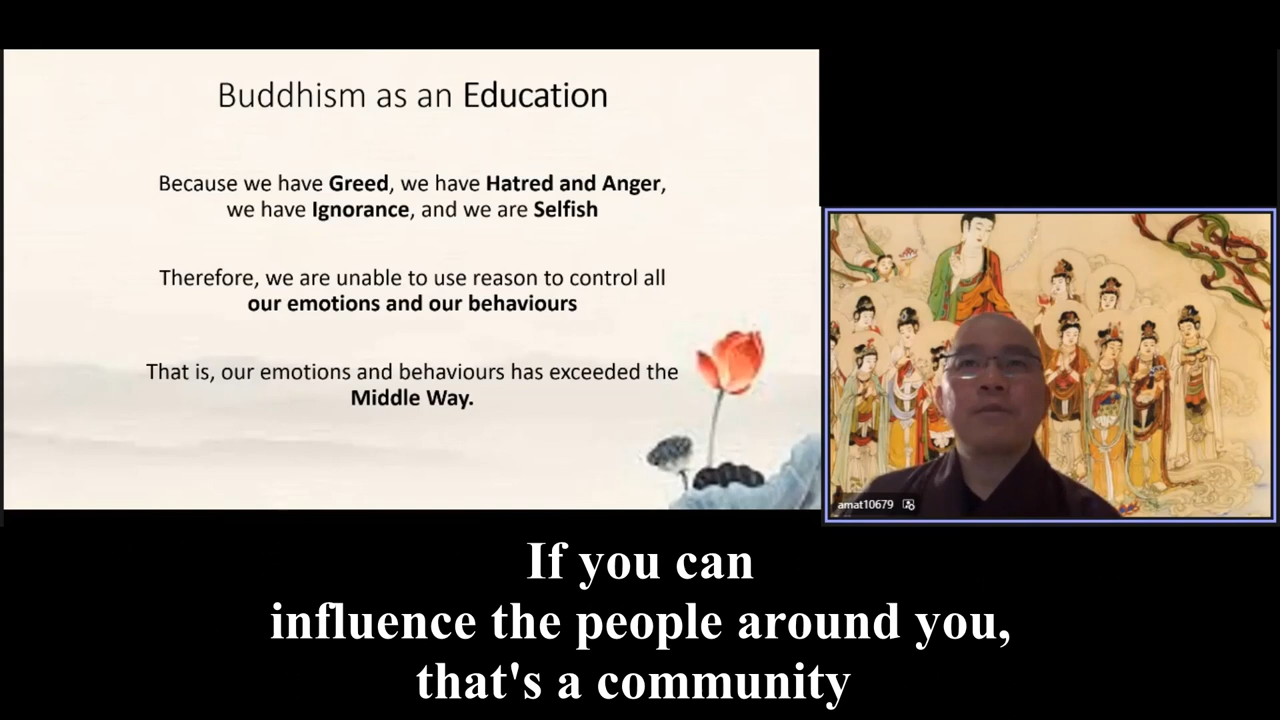 Buddhism as an Education
Because we have Greed, we have Hatred and Anger,
we have Ignorance, and we are Selfish
Therefore, we are unable to use reason to control all
our emotions and our behaviours
That is, our emotions and behaviours has exceeded the
Middle Way.
amat10679
If you can
influence the people around you,
that's a community